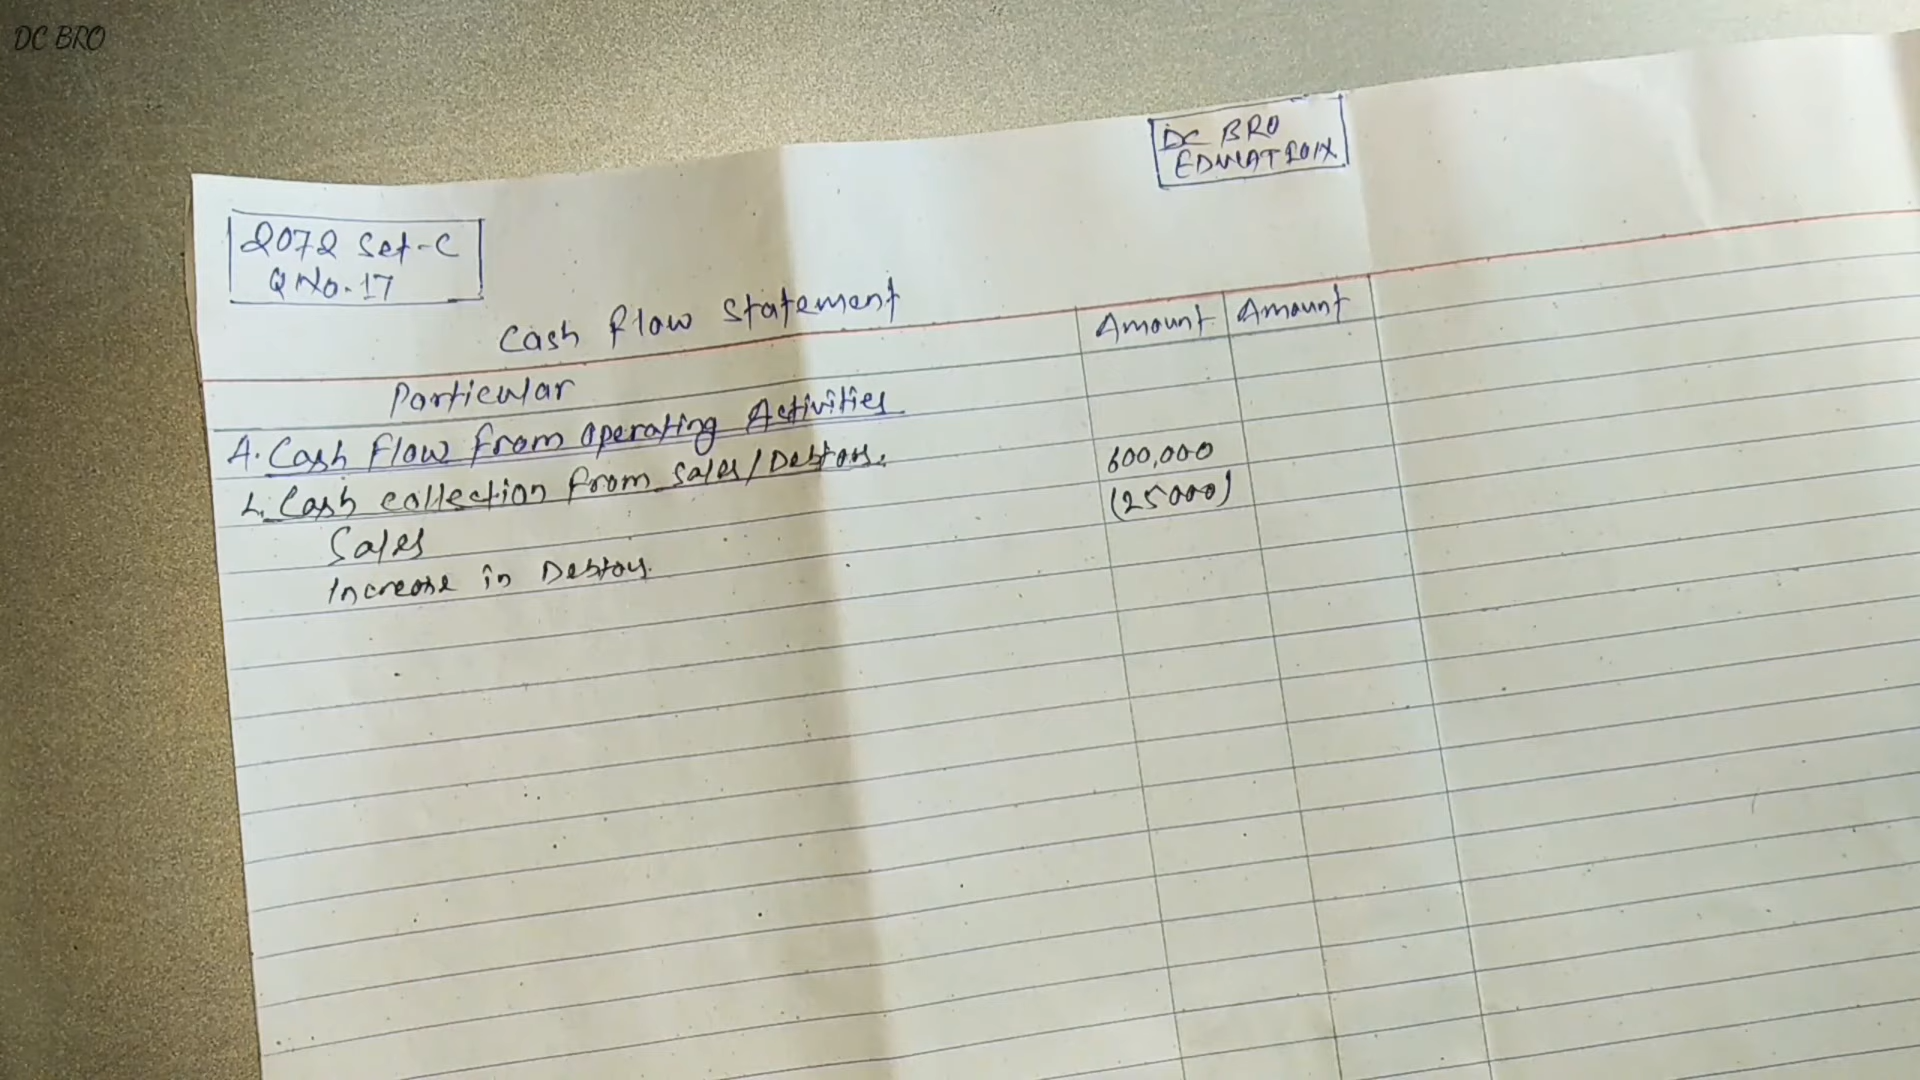 DC BRO
DC BRO
EDUCATION
2072 Set-C
Q No. 17
Cash Flow Statement
Particular
Amount
Amount
A. Cash Flow from Operating Activities
1. Cash collection from Sales/Debtors.
Sales
600,000
Increase in Debtors.
(25000)